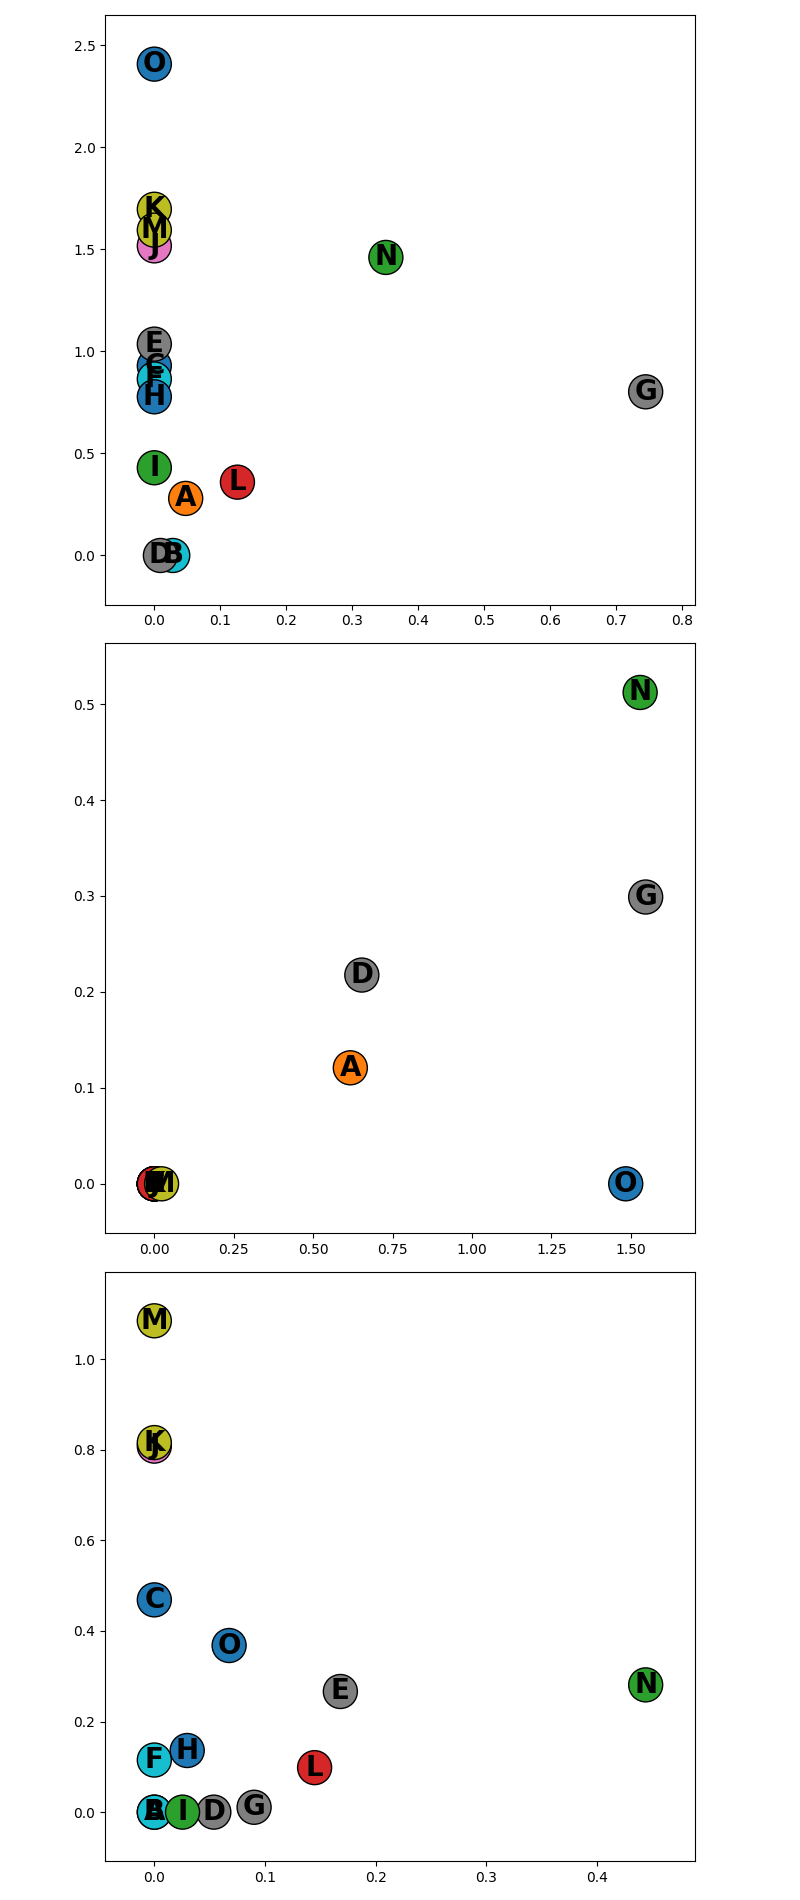 2.5
O
2.0
K
M
J
1.5
N
E
1.0
C
F
H
G
0.5
I
L
A
0.0
D B
0.0 0.1 0.2 0.3 0.4 0.5 0.6 0.7 0.8
N
0.5
0.4
0.3
G
D
0.2
A
0.1
0.0
J M O
0.00 0.25 0.50 0.75 1.00 1.25 1.50
M
1.0
0.8
K
J
0.6
C
0.4
O
E
N
0.2
F H
L
0.0
A B I D G
0.0 0.1 0.2 0.3 0.4